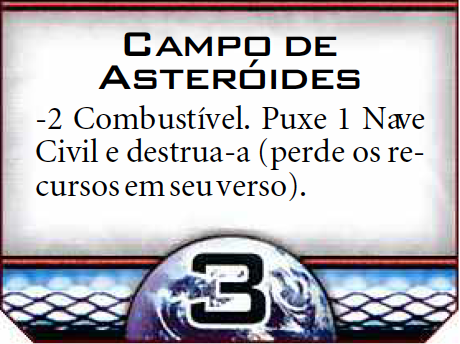 CAMPO DE
ASTERÓIDES
-2 Combustível. Puxe 1 Nave
Civil e destrua-a (perde os re-
cursos em seu verso).
3